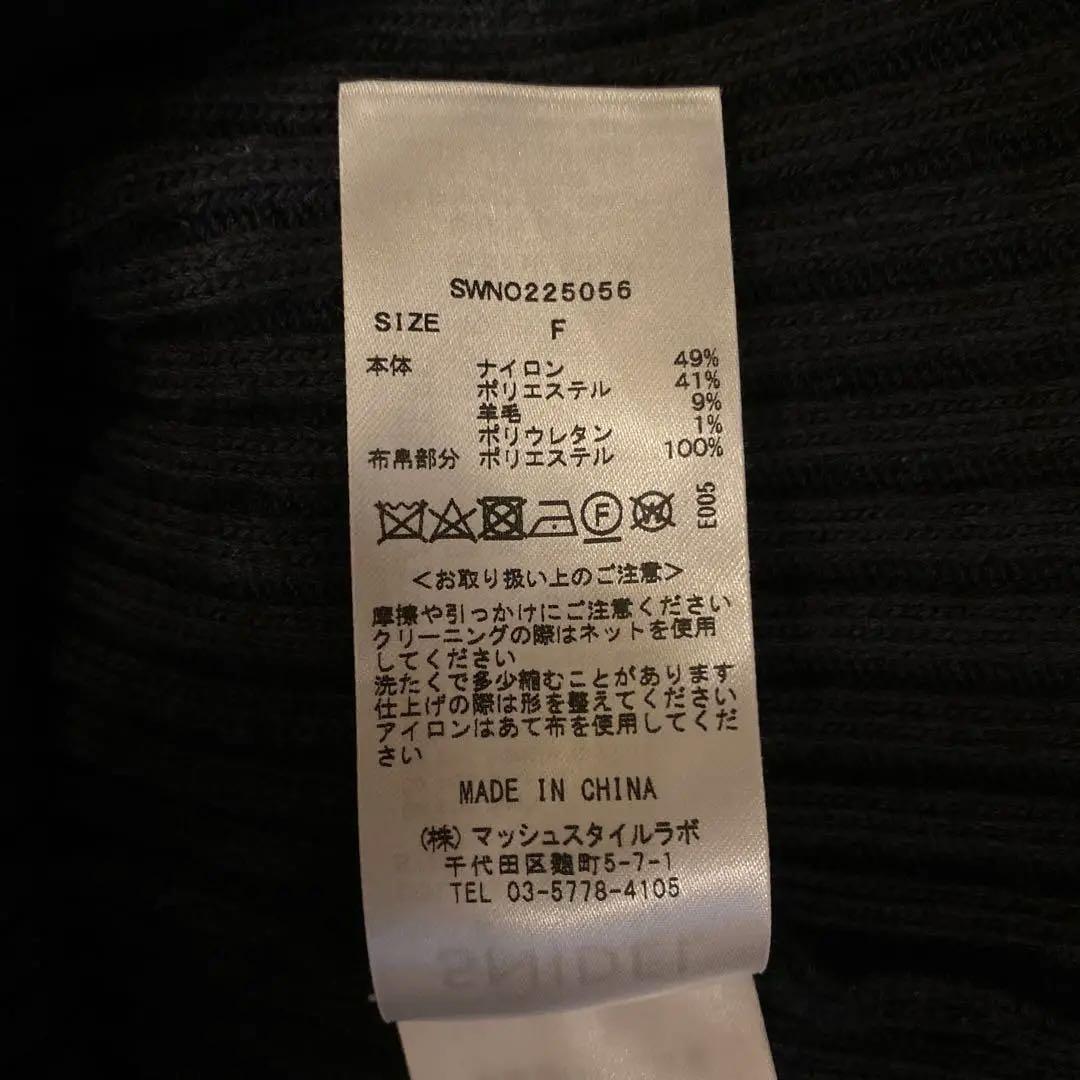 SWNO225056
SIZE F
本体 ナイロン 49%
ポリエステル 41%
羊毛 9%
ポリウレタン 1%
布帛部分 ポリエステル 100%
F W E005
<お取り扱い上のご注意>
摩擦や引っかけにご注意ください
クリーニングの際はネットを使用
してください
洗たくで多少縮むことがあります
仕上げの際は形を整えてください
アイロンはあて布を使用してくだ
さい
MADE IN CHINA
(株)マッシュスタイルラボ
千代田区麹町5-7-1
TEL 03-5778-4105